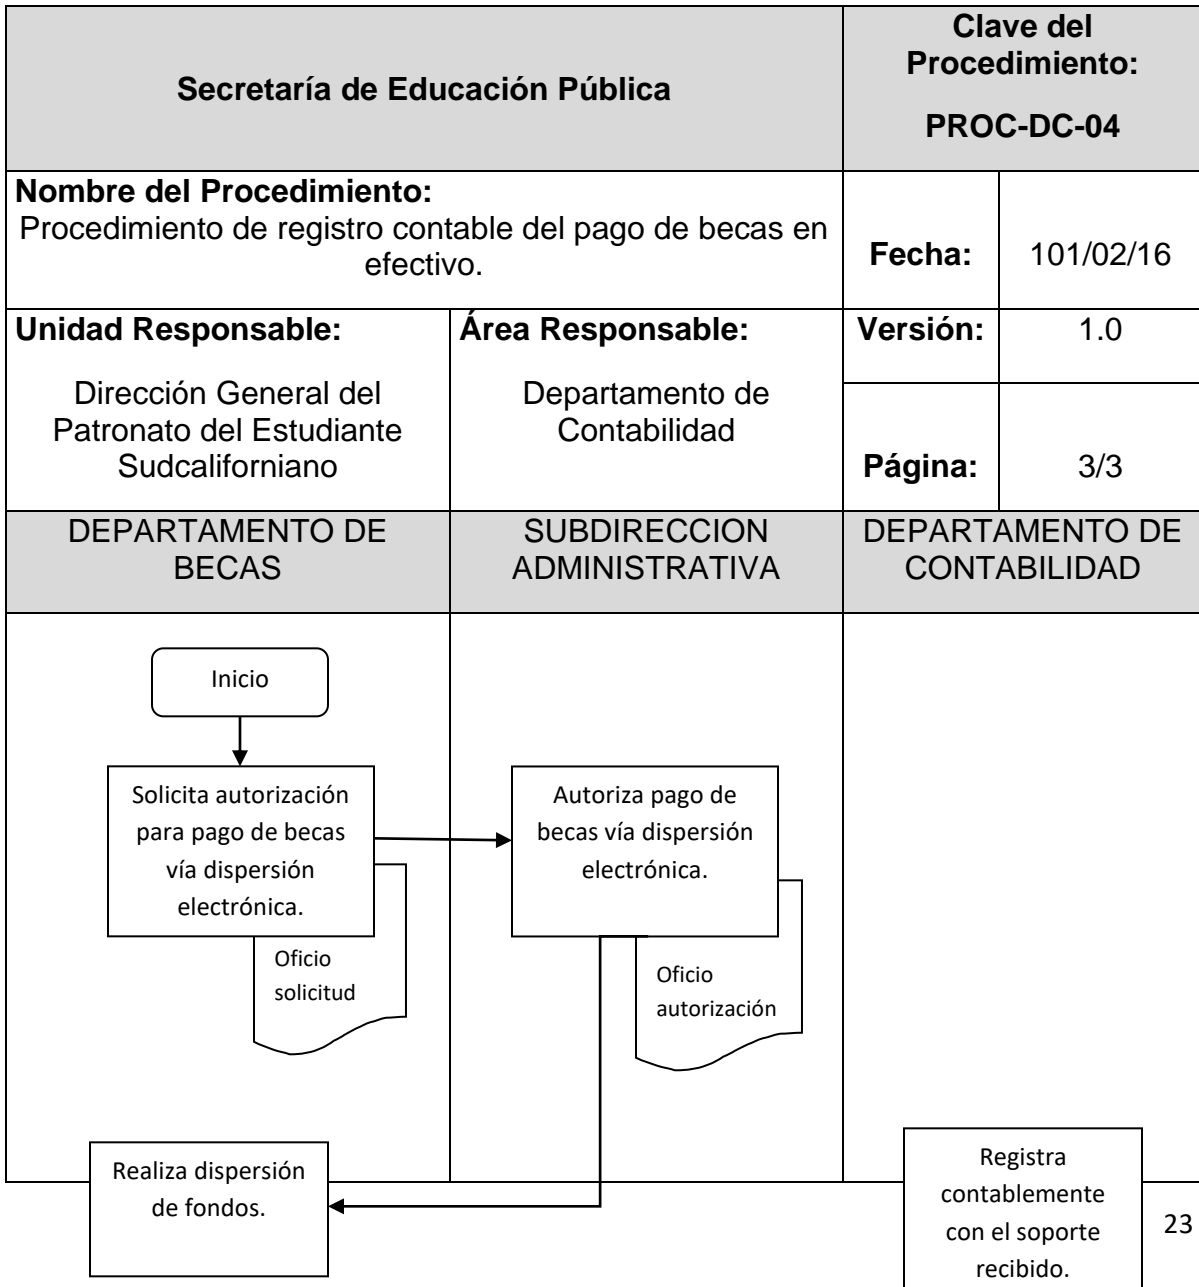 Secretaría de Educación Pública
Clave del
Procedimiento:
PROC-DC-04
Nombre del Procedimiento:
Procedimiento de registro contable del pago de becas en
efectivo.
Fecha:
101/02/16
Unidad Responsable:
Dirección General del
Patronato del Estudiante
Sudcaliforniano
Área Responsable:
Departamento de
Contabilidad
Versión:
1.0
Página:
3/3
DEPARTAMENTO DE
BECAS
SUBDIRECCION
ADMINISTRATIVA
DEPARTAMENTO DE
CONTABILIDAD
Inicio
Solicita autorización
para pago de becas
vía dispersión
electrónica.
Oficio
solicitud
Autoriza pago de
becas vía dispersión
electrónica.
Oficio
autorización
Realiza dispersión
de fondos.
Registra
contablemente
con el soporte
recibido.
23